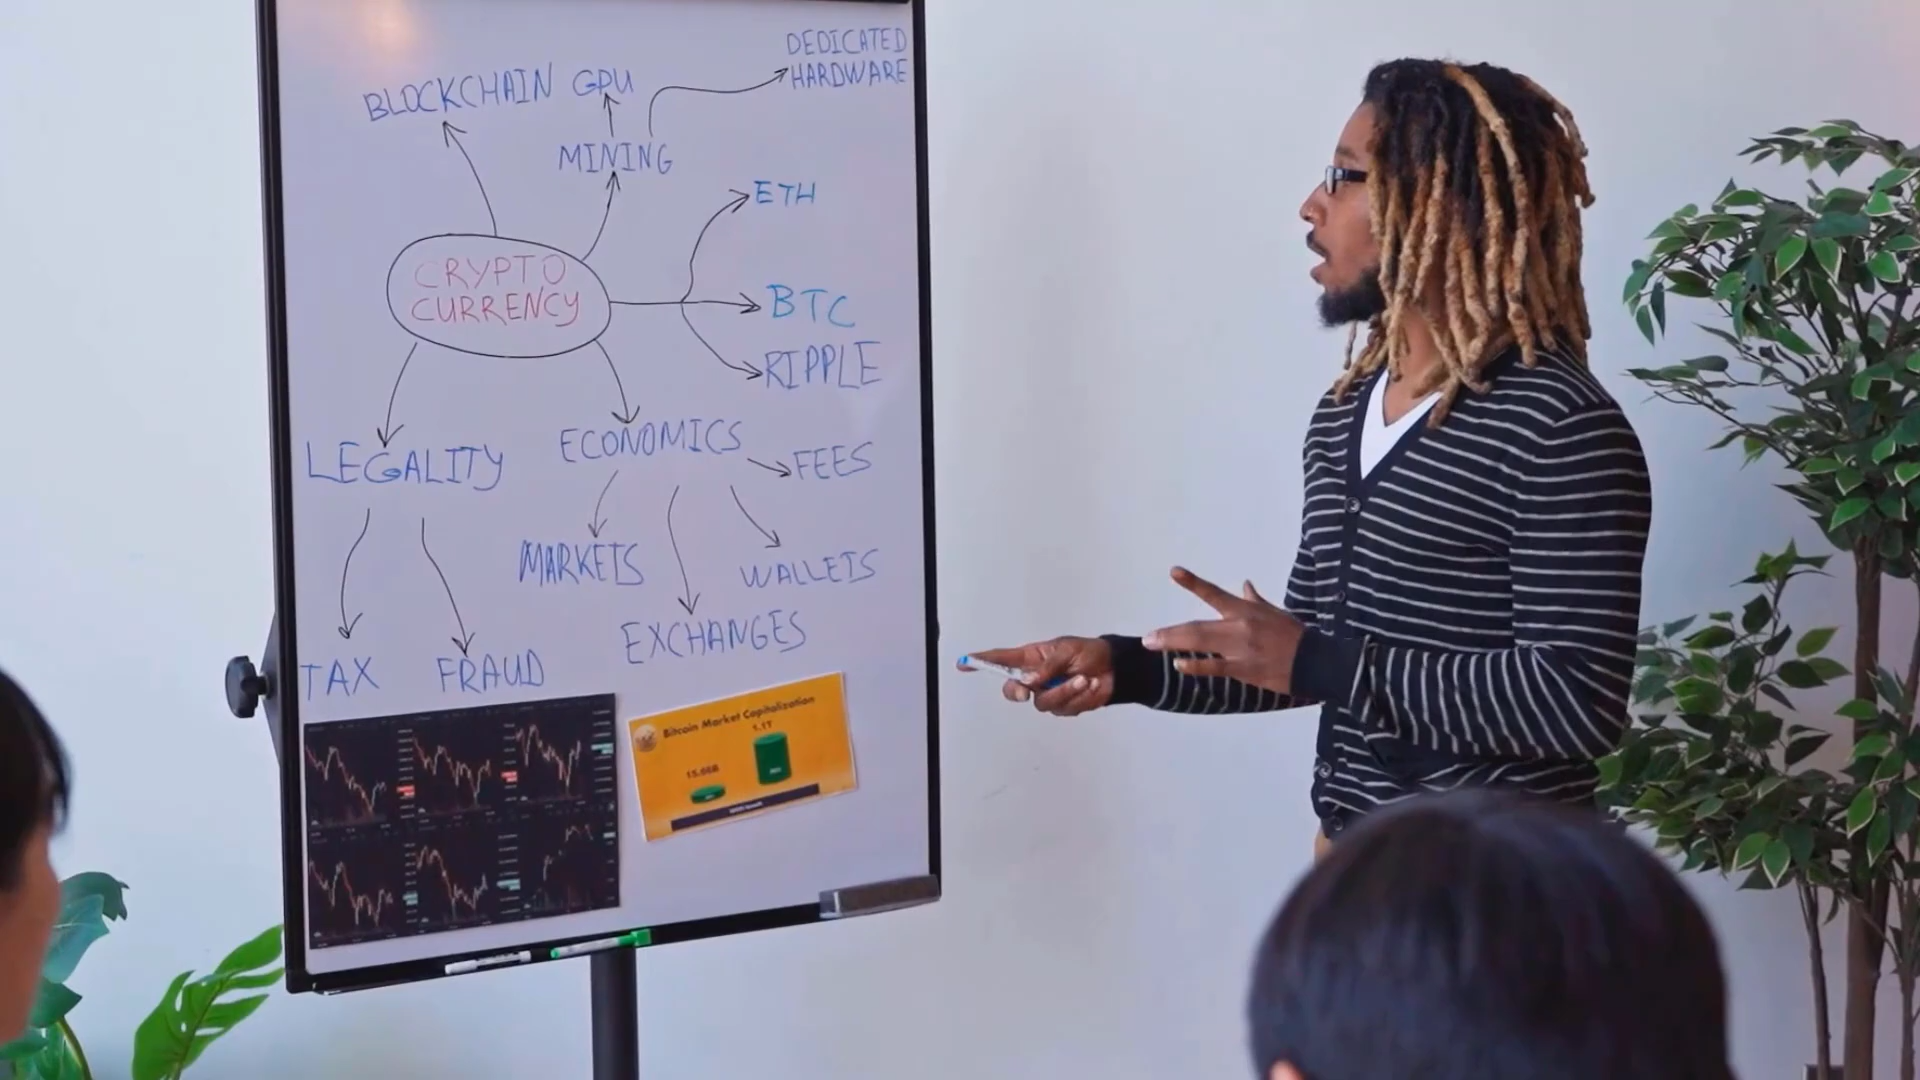 DEDICATED
HARDWARE
BLOCKCHAIN GPU
MINING
ETH
CRYPTO
CURRENCY
BTC
RIPPLE
LEGALITY
ECONOMICS
FEES
MARKETS
WALLETS
EXCHANGES
TAX
FRAUD
Bitcoin Market Capitalization
1.1T
15.66B